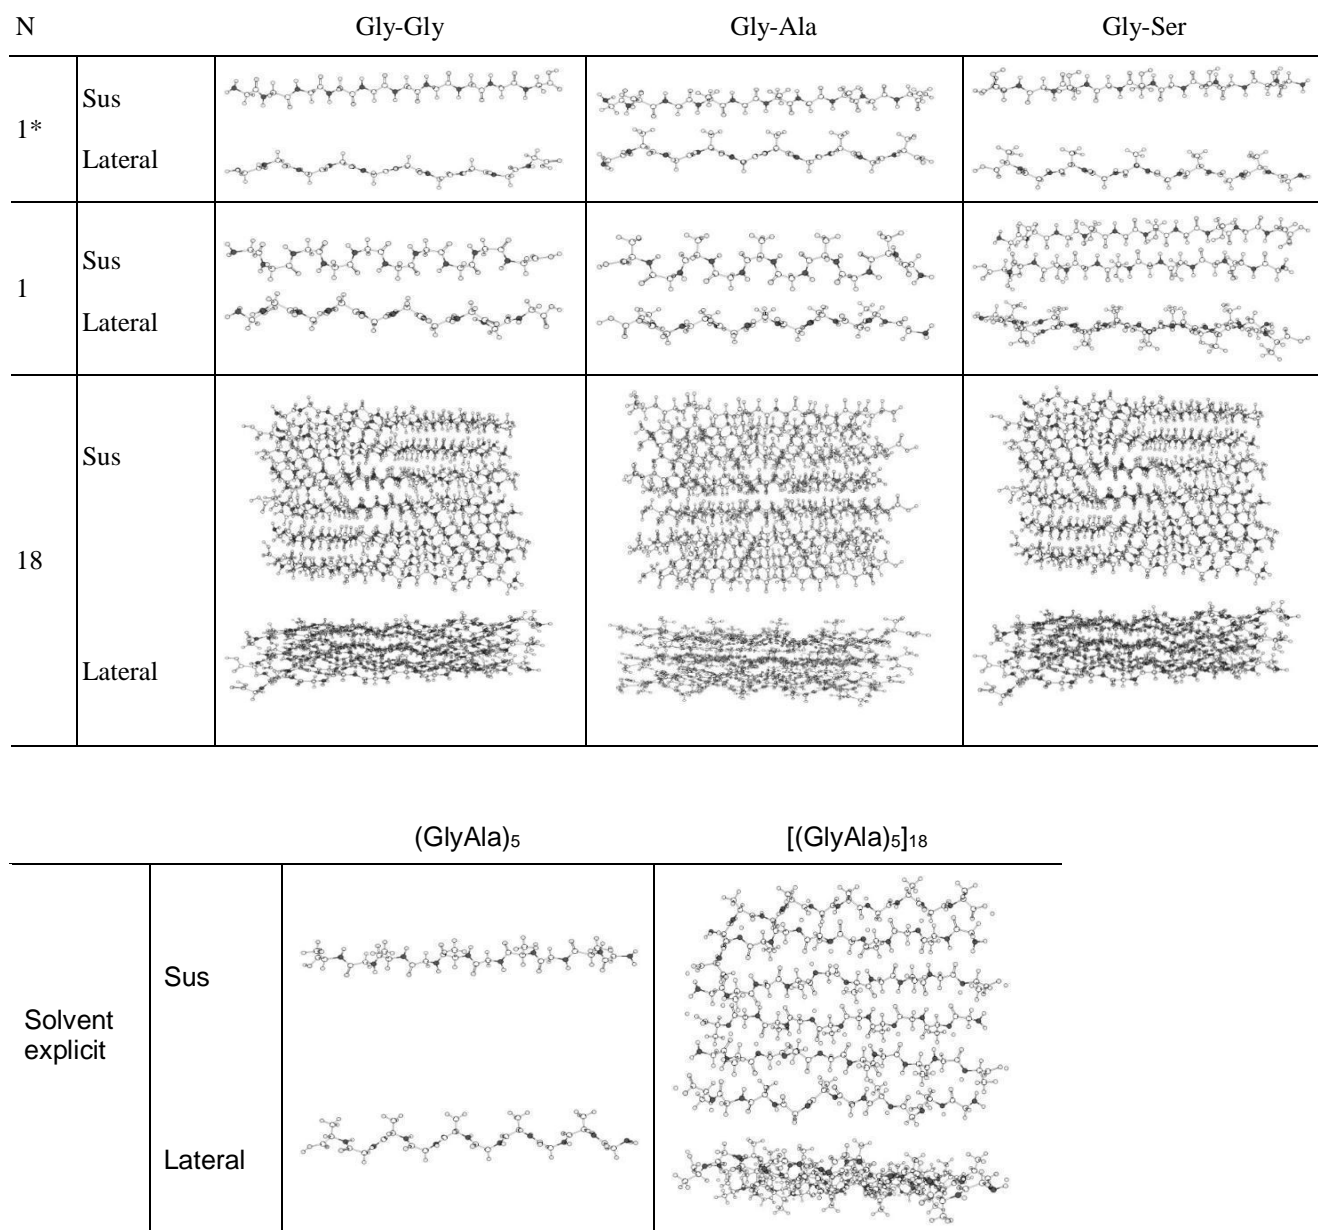 N Gly-Gly Gly-Ala Gly-Ser
1*
Sus
Lateral
1
Sus
Lateral
18
Sus
Lateral
(GlyAla)₅ [(GlyAla)₅]₁₈
Solvent
explicit
Sus
Lateral